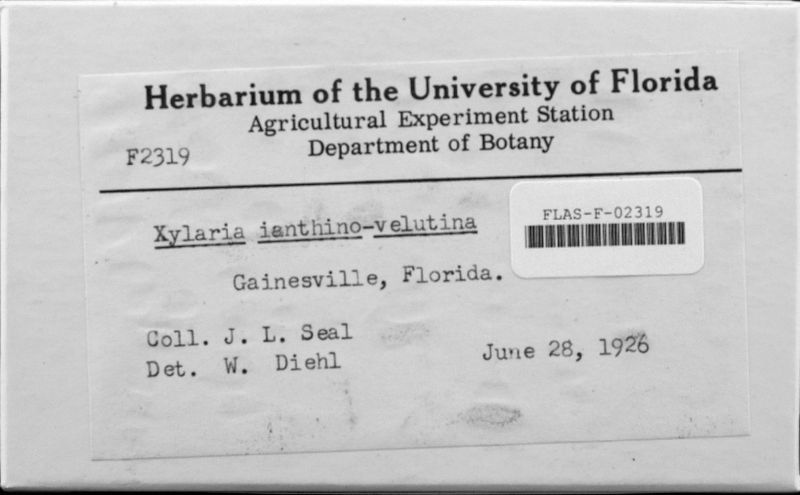 Herbarium of the University of Florida
Agricultural Experiment Station
F2319
Department of Botany
FLAS-F-02319
Xylaria ianthino-velutina
Gainesville, Florida.
Coll. J. L. Seal
Det. W. Diehl
June 28, 1926